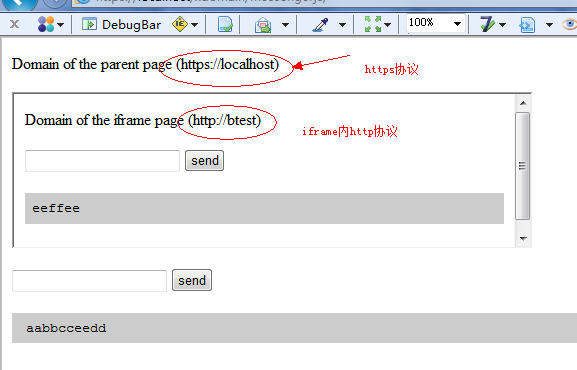 DebugBar
100%
Domain of the parent page (https://localhost)
https协议
Domain of the iframe page (http://btest)
iframe内http协议
send
eeffee
send
aabbcceedd